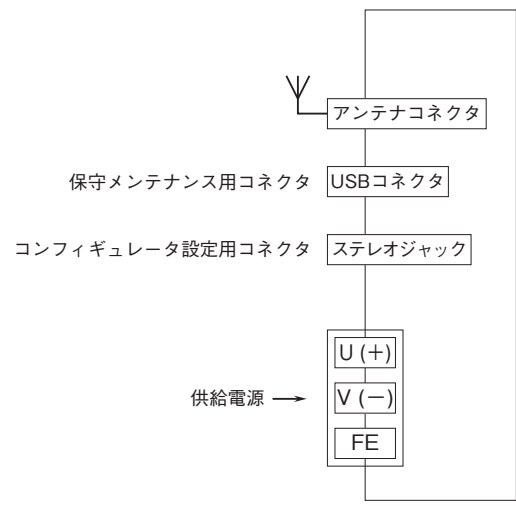 アンテナコネクタ
保守メンテナンス用コネクタ USBコネクタ
コンフィギュレータ設定用コネクタ ステレオジャック
U (+)
供給電源
V (−)
FE